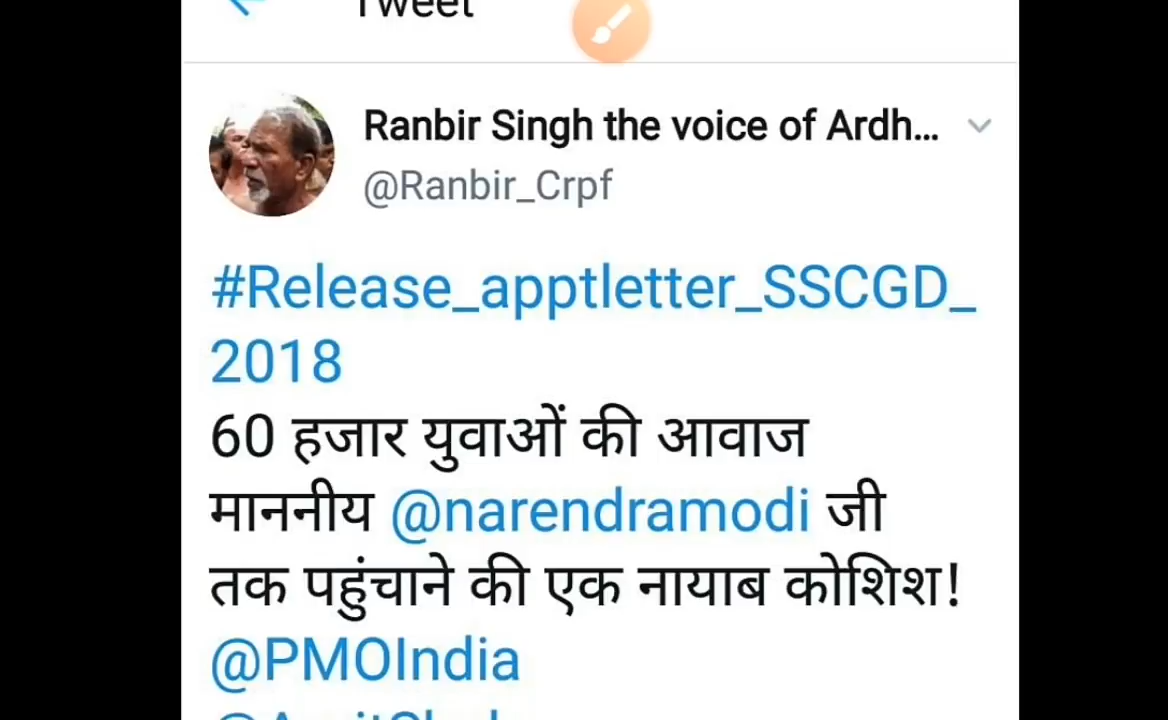 Tweet
Ranbir Singh the voice of Ardh...
@Ranbir_Crpf
#Release_apptletter_SSCGD_
2018
60 हजार युवाओं की आवाज
माननीय @narendramodi जी
तक पहुंचाने की एक नायाब कोशिश!
@PMOIndia